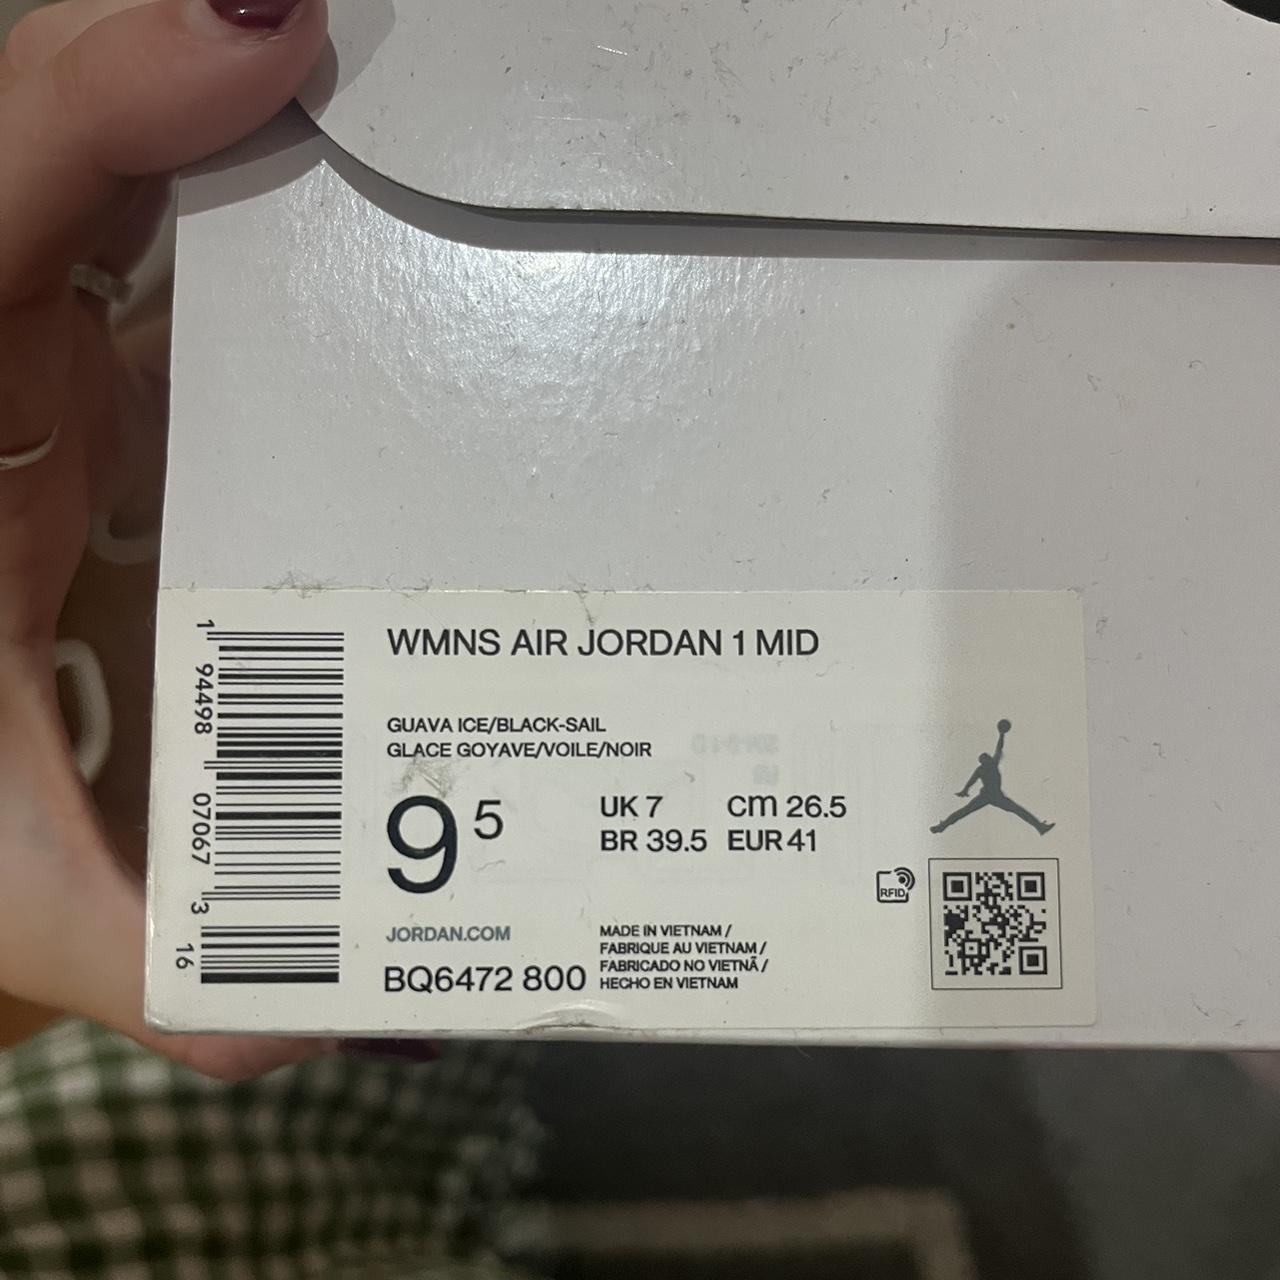 WMNS AIR JORDAN 1 MID
GUAVA ICE/BLACK-SAIL
GLACE GOYAVE/VOILE/NOIR
9 5
UK 7 cm 26.5
BR 39.5 EUR 41
RFID
JORDAN.COM
BQ6472 800
MADE IN VIETNAM /
FABRIQUE AU VIETNAM /
FABRICADO NO VIETNÃ /
HECHO EN VIETNAM
1 94498 07067 3 16